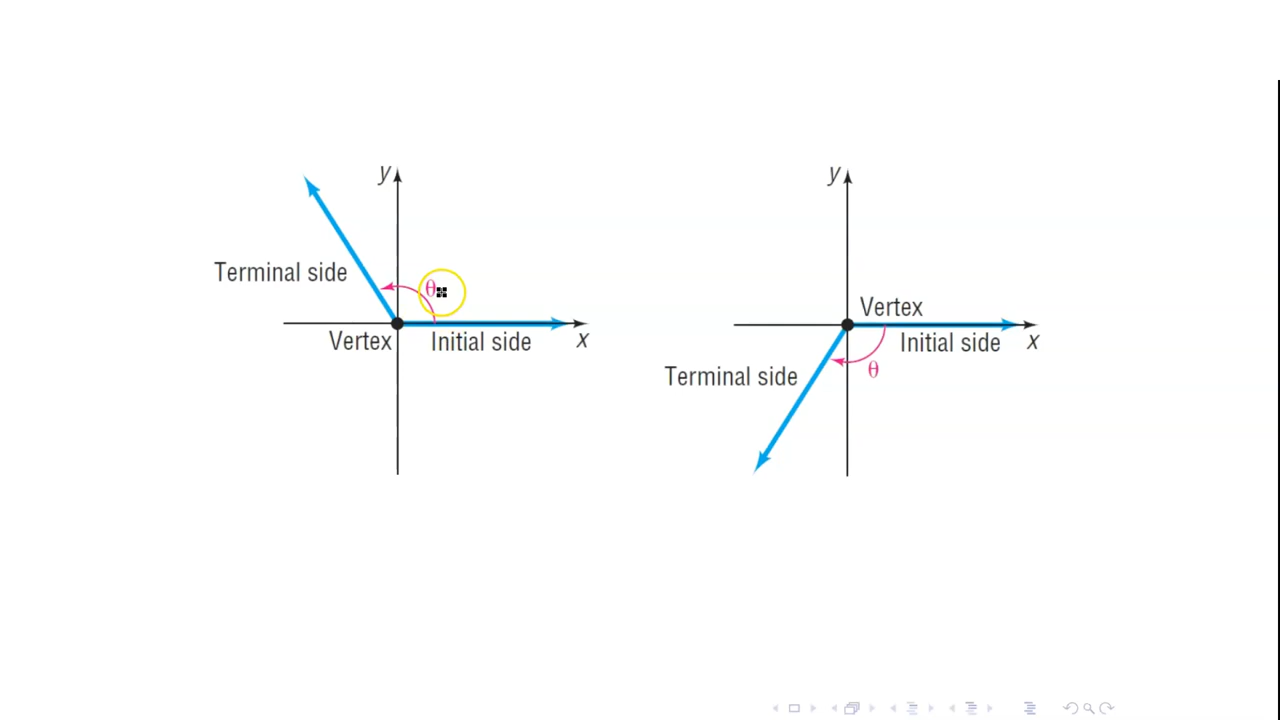 y
Terminal side
θ
Vertex
Initial side
x
y
Vertex
Initial side
x
Terminal side
θ